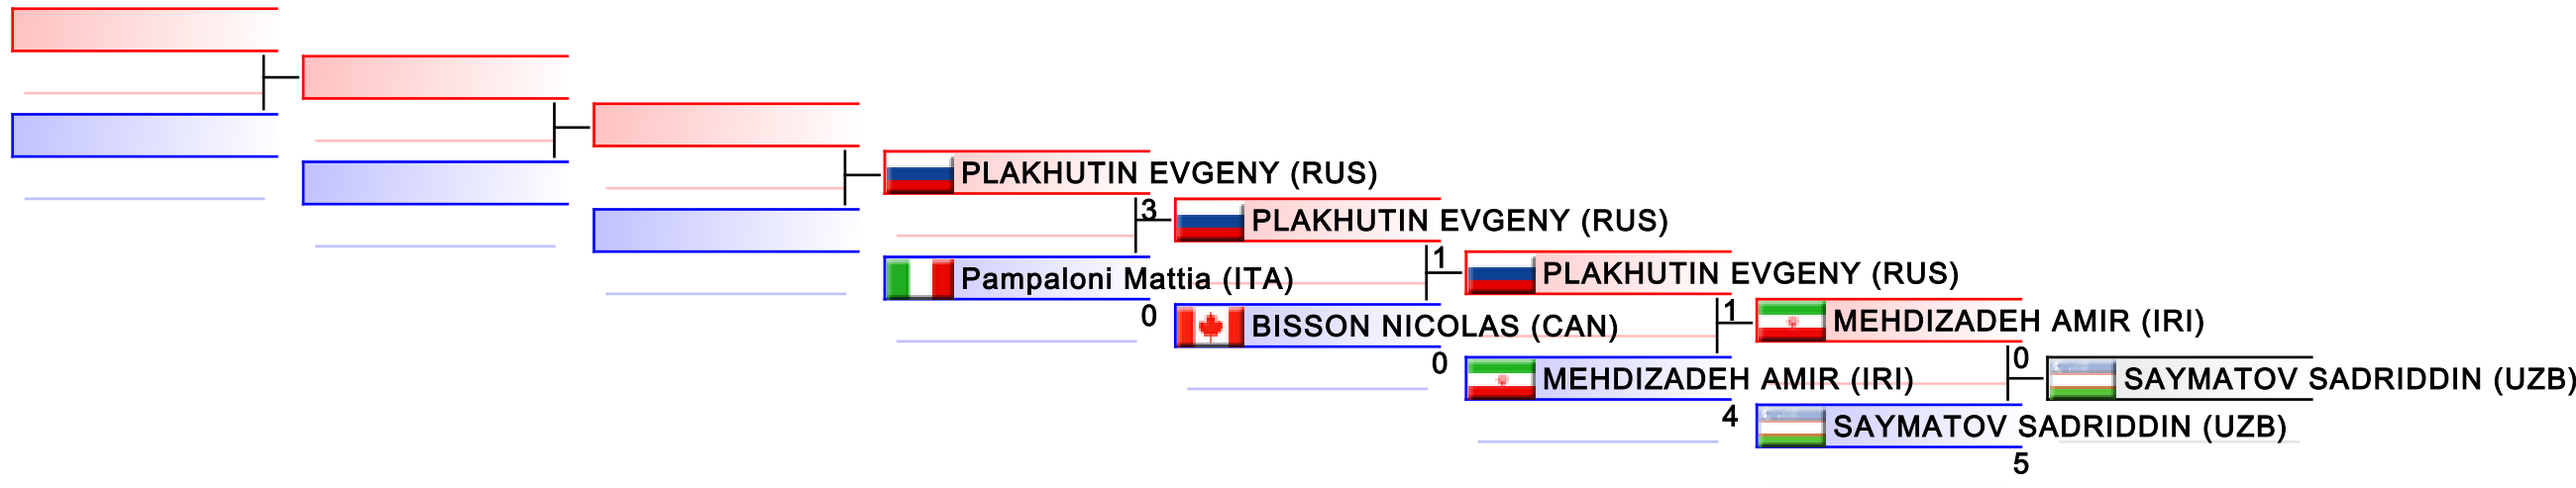 PLAKHUTIN EVGENY (RUS)
3
PLAKHUTIN EVGENY (RUS)
Pampaloni Mattia (ITA)
0
1
PLAKHUTIN EVGENY (RUS)
BISSON NICOLAS (CAN)
0
1
MEHDIZADEH AMIR (IRI)
MEHDIZADEH AMIR (IRI)
4
0
SAYMATOV SADRIDDIN (UZB)
SAYMATOV SADRIDDIN (UZB)
5